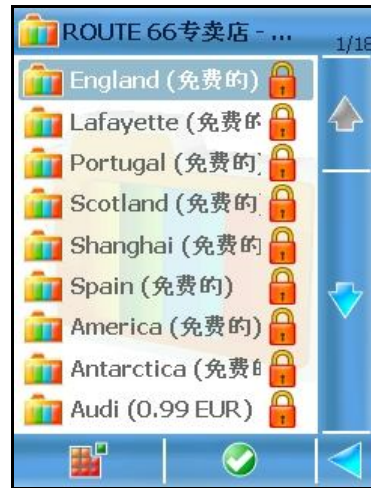 ROUTE 66专卖店 - ...
1/18
England (免费的)
Lafayette (免费的
Portugal (免费的
Scotland (免费的
Shanghai (免费的
Spain (免费的)
America (免费的)
Antarctica (免费
Audi (0.99 EUR)